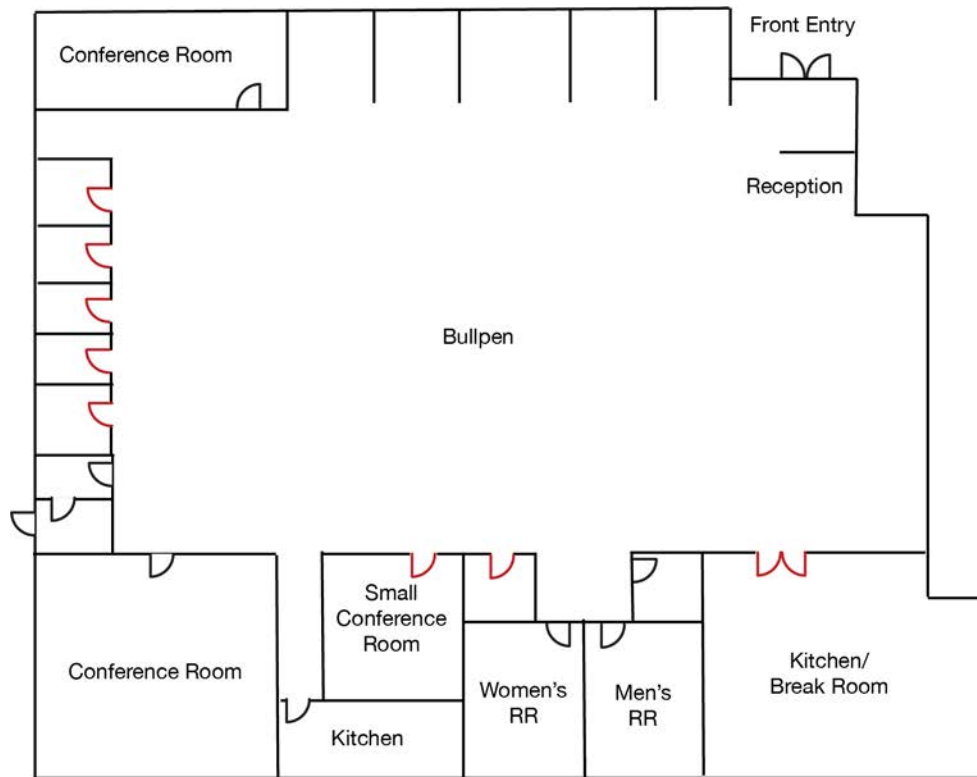 Front Entry
Conference Room
Reception
Bullpen
Small
Conference
Room
Conference Room
Women's
RR
Men's
RR
Kitchen/
Break Room
Kitchen